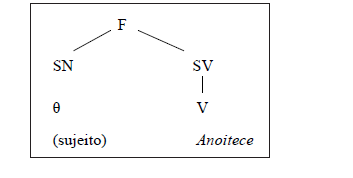 F
SN SV
θ V
(sujeito) Anoitece